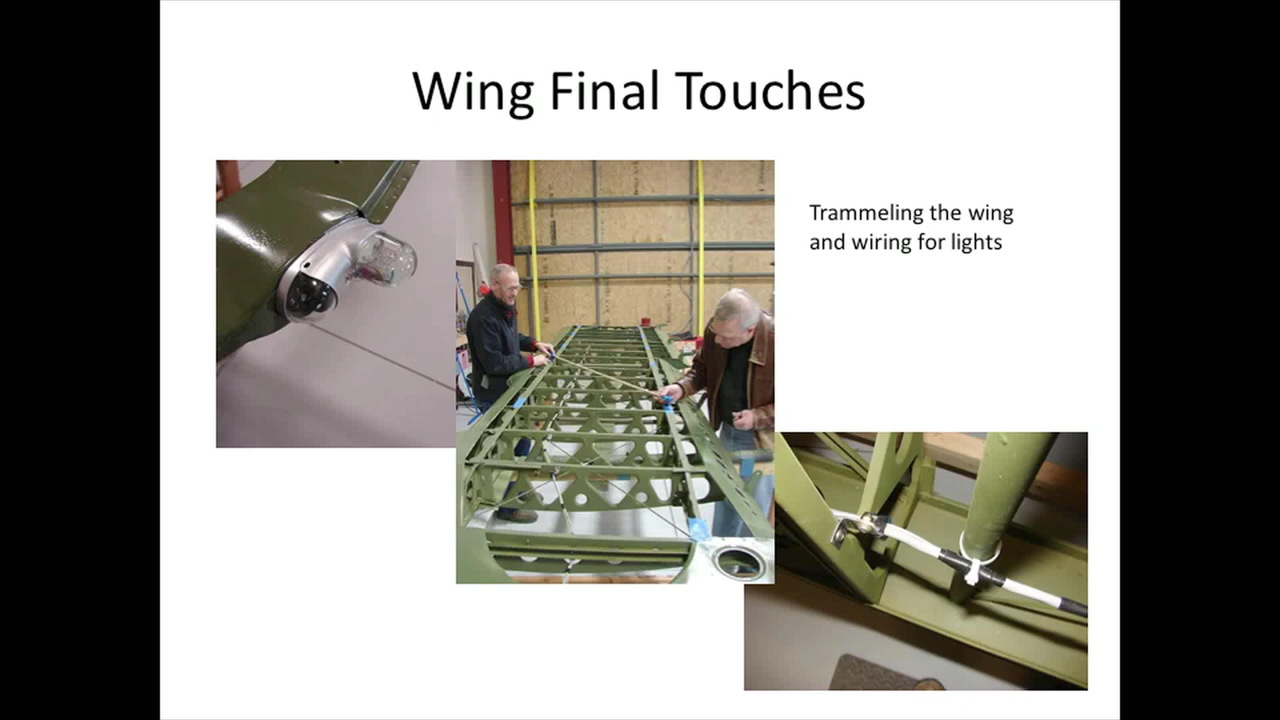 Wing Final Touches
Trammeling the wing
and wiring for lights